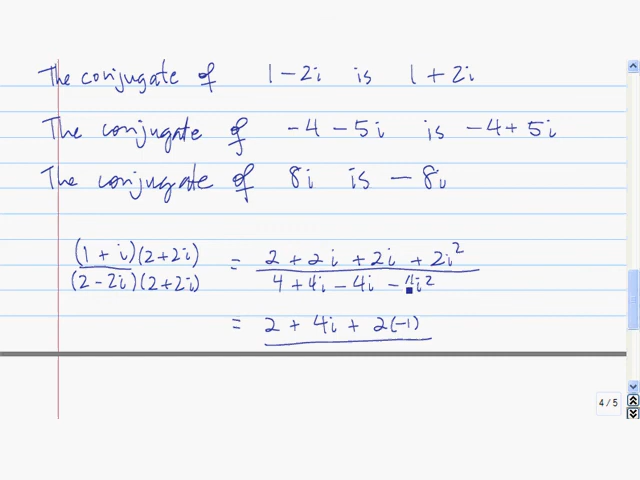 The conjugate of 1 - 2i is 1 + 2i
The conjugate of -4 - 5i is -4 + 5i
The conjugate of 8i is - 8i
(1 + i)(2+2i) = 2 + 2i + 2i + 2i²
(2 - 2i)(2+2i) 4 + 4i - 4i - 4i²
= 2 + 4i + 2(-1)
4/5